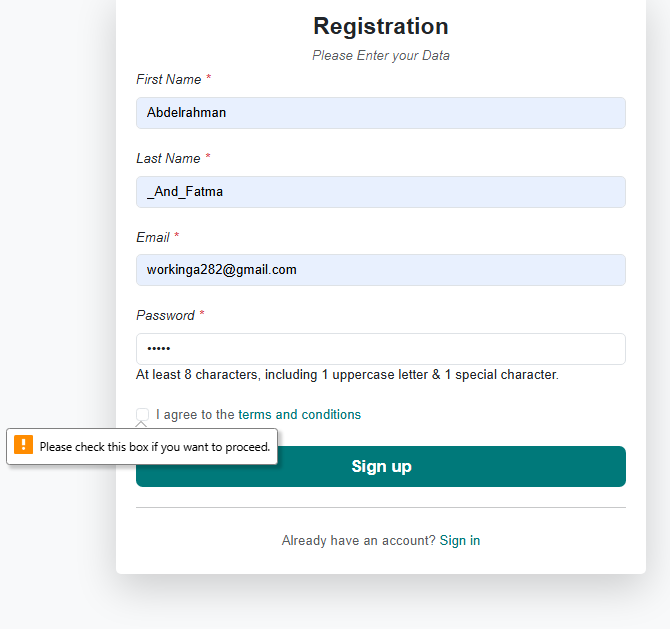 Registration
Please Enter your Data
First Name *
Abdelrahman
Last Name *
_And_Fatma
Email *
workinga282@gmail.com
Password *
•••••
At least 8 characters, including 1 uppercase letter & 1 special character.
I agree to the terms and conditions
Please check this box if you want to proceed.
Sign up
Already have an account? Sign in